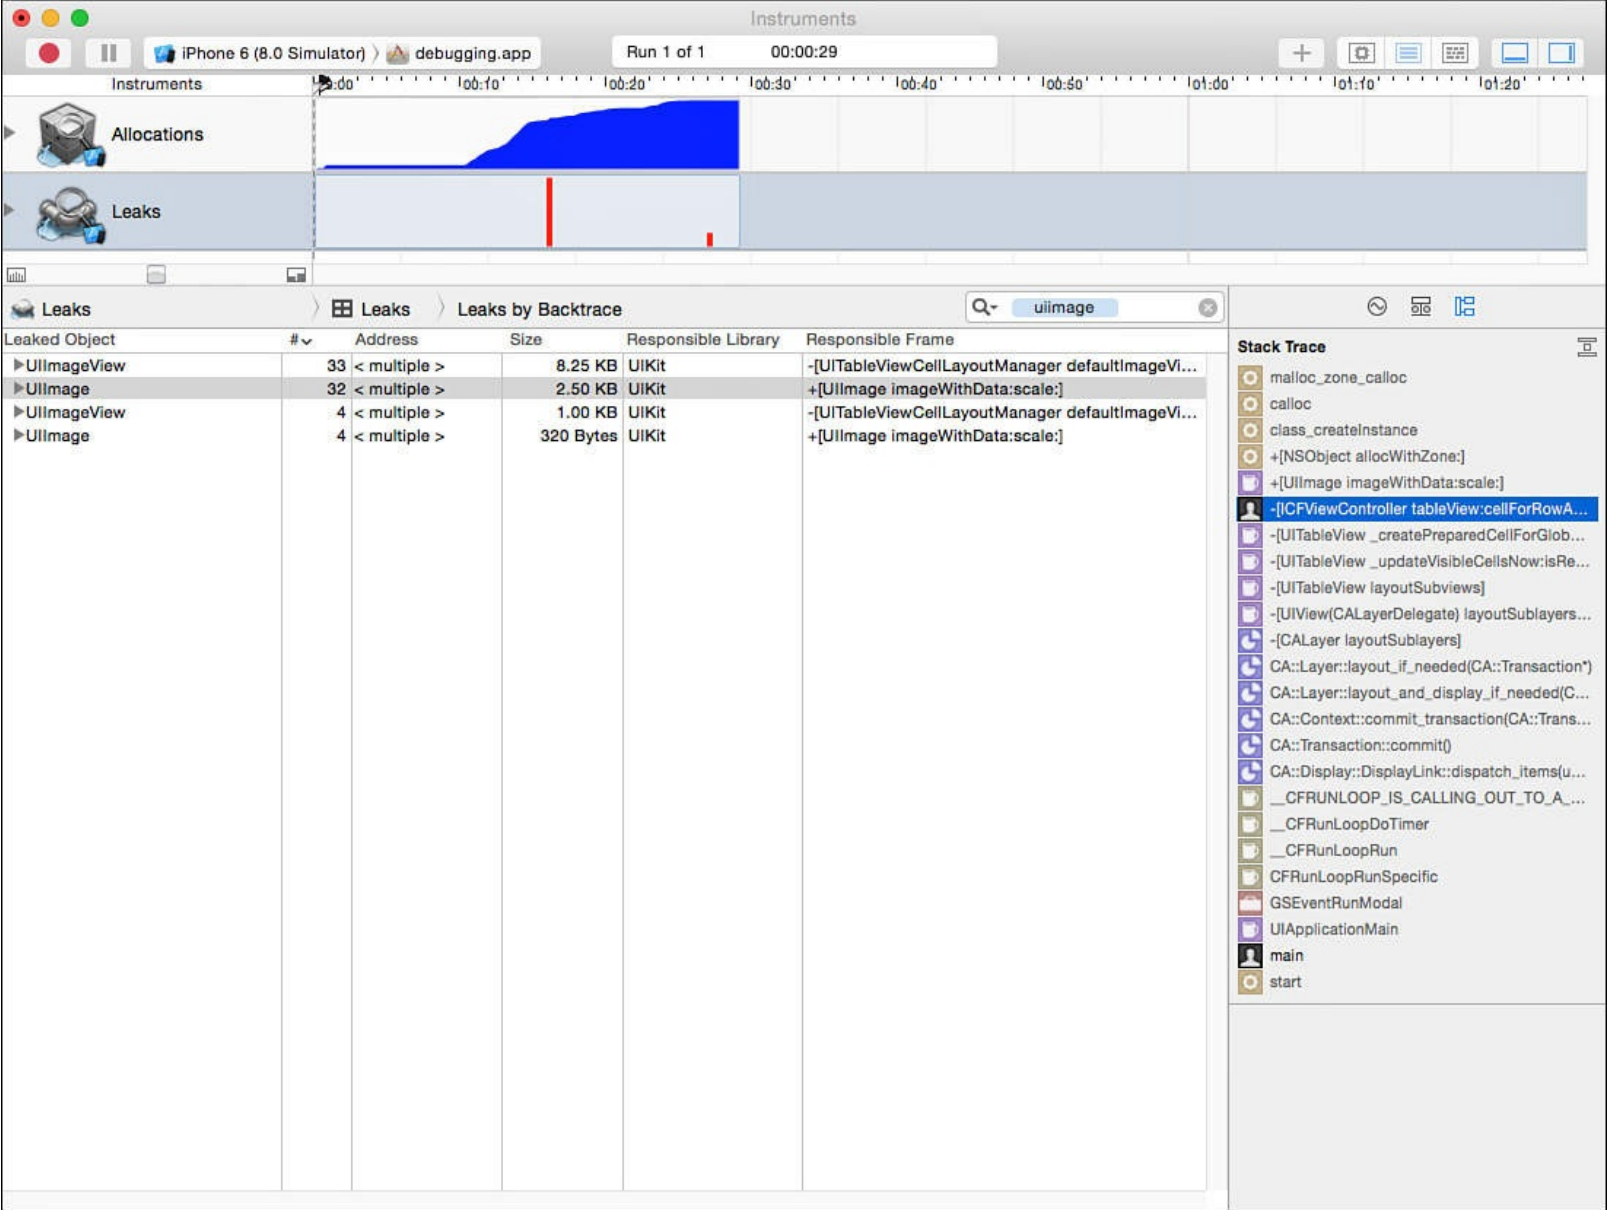 Instruments
iPhone 6 (8.0 Simulator) debugging.app Run 1 of 1 00:00:29
Instruments 00:10 00:20 00:30 00:40 00:50 01:00 01:10 01:20
Allocations
Leaks
Leaks Leaks Leaks by Backtrace uiimage
Leaked Object # Address Size Responsible Library Responsible Frame
UIImageView 33 < multiple > 8.25 KB UIKit -[UITableViewCellLayoutManager defaultImageVi...
UIImage 32 < multiple > 2.50 KB UIKit +[UIImage imageWithData:scale:]
UIImageView 4 < multiple > 1.00 KB UIKit -[UITableViewCellLayoutManager defaultImageVi...
UIImage 4 < multiple > 320 Bytes UIKit +[UIImage imageWithData:scale:]
Stack Trace
malloc_zone_calloc
calloc
class_createInstance
+[NSObject allocWithZone:]
+[UIImage imageWithData:scale:]
-[ICFViewController tableView:cellForRowA...
-[UITableView _createPreparedCellForGlob...
-[UITableView _updateVisibleCellsNow:isRe...
-[UITableView layoutSubviews]
-[UIView(CALayerDelegate) layoutSublayers...
-[CALayer layoutSublayers]
CA::Layer::layout_if_needed(CA::Transaction*)
CA::Layer::layout_and_display_if_needed(C...
CA::Context::commit_transaction(CA::Trans...
CA::Transaction::commit()
CA::Display::DisplayLink::dispatch_items(u...
__CFRUNLOOP_IS_CALLING_OUT_TO_A_...
__CFRunLoopDoTimer
__CFRunLoopRun
CFRunLoopRunSpecific
GSEventRunModal
UIApplicationMain
main
start